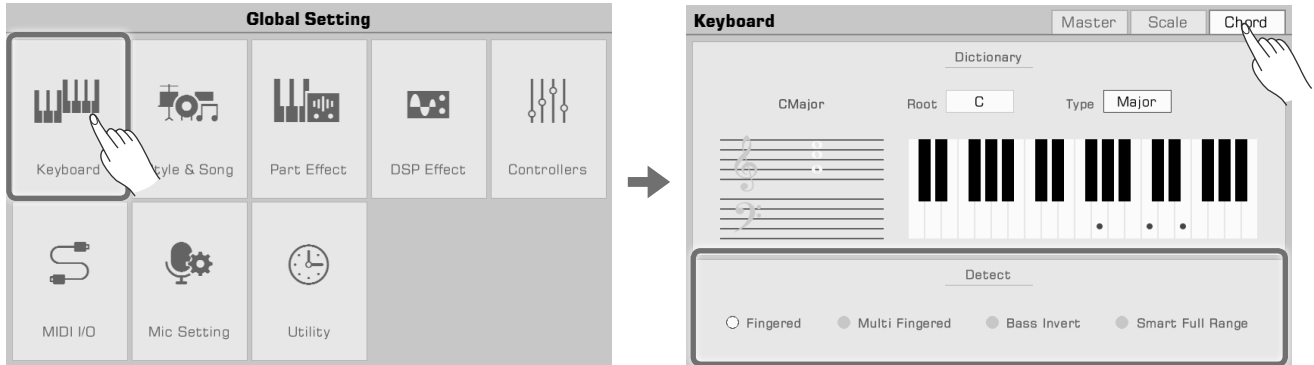 Global Setting
Keyboard
Style & Song
Part Effect
DSP Effect
Controllers
MIDI I/O
Mic Setting
Utility
Keyboard
Master
Scale
Chord
Dictionary
CMajor
Root C
Type Major
Detect
Fingered
Multi Fingered
Bass Invert
Smart Full Range